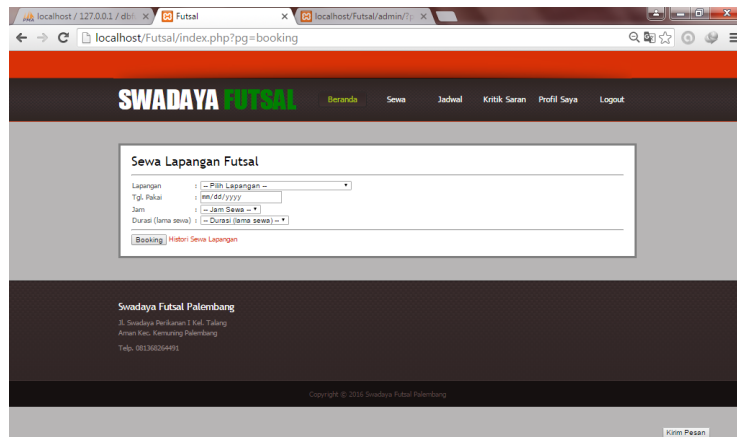 localhost / 127.0.0.1 / dbf
Futsal
localhost/Futsal/admin/?p
localhost/Futsal/index.php?pg=booking
SWADAYA FUTSAL
Beranda Sewa Jadwal Kritik Saran Profil Saya Logout
Sewa Lapangan Futsal
Lapangan : -- Pilih Lapangan --
Tgl. Pakai : mm/dd/yyyy
Jam : -- Jam Sewa --
Durasi (lama sewa) : -- Durasi (lama sewa) --
Booking Histori Sewa Lapangan
Swadaya Futsal Palembang
Jl. Swadaya Perikanan I Kel. Talang
Aman Kec. Kemuning Palembang
Telp. 081368264491
Copyright © 2016 Swadaya Futsal Palembang
Kirim Pesan